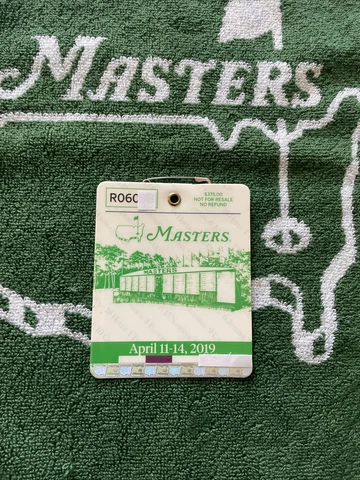 MASTERS
R060
$375.00
NOT FOR RESALE
NO REFUND
MASTERS
MASTERS
April 11-14, 2019